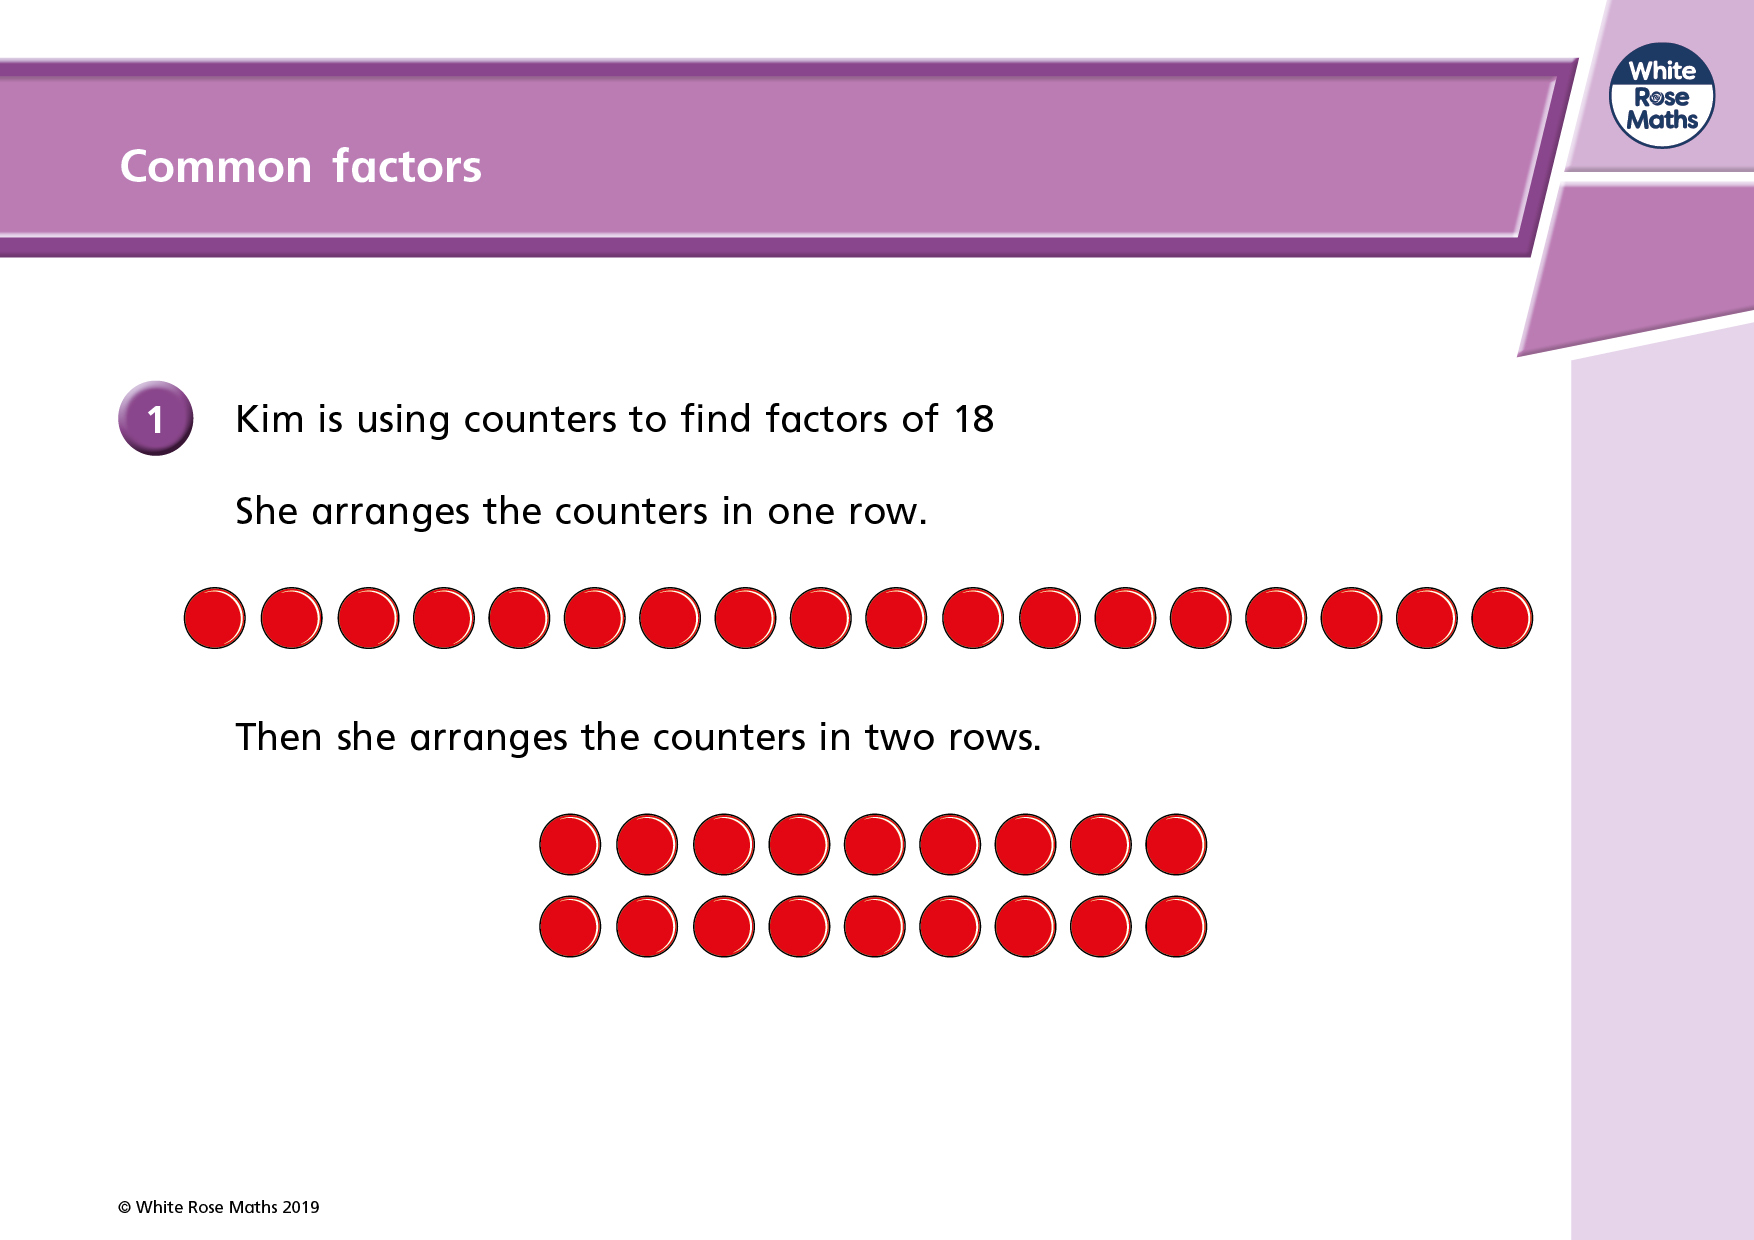 White
Rose
Maths
Common factors
1 Kim is using counters to find factors of 18
She arranges the counters in one row.
Then she arranges the counters in two rows.
© White Rose Maths 2019